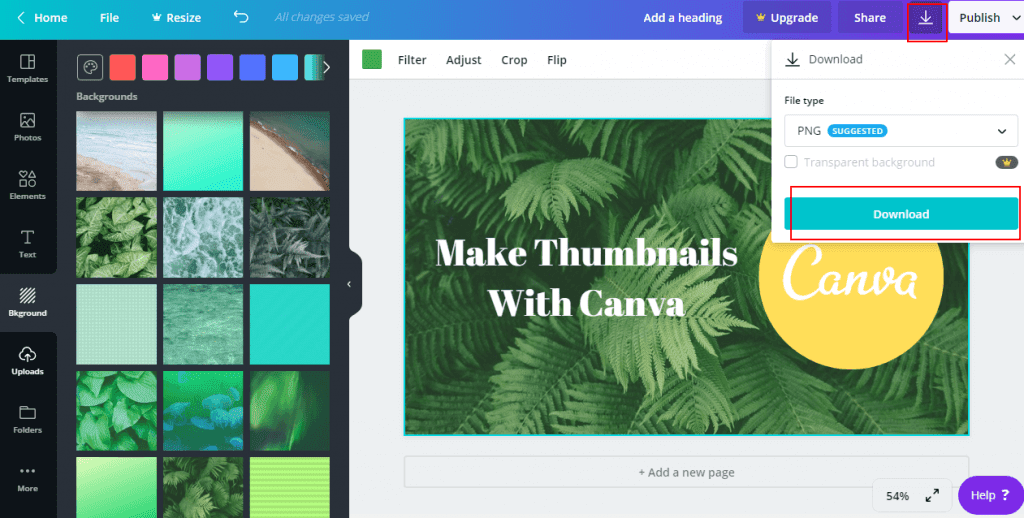 Home File Resize All changes saved Add a heading Upgrade Share Publish
Templates
Photos
Elements
Text
Bkground
Uploads
Folders
More
Backgrounds
Filter Adjust Crop Flip
Download
File type
PNG SUGGESTED
Transparent background
Download
Make Thumbnails
With Canva
Canva
+ Add a new page
54%
Help ?